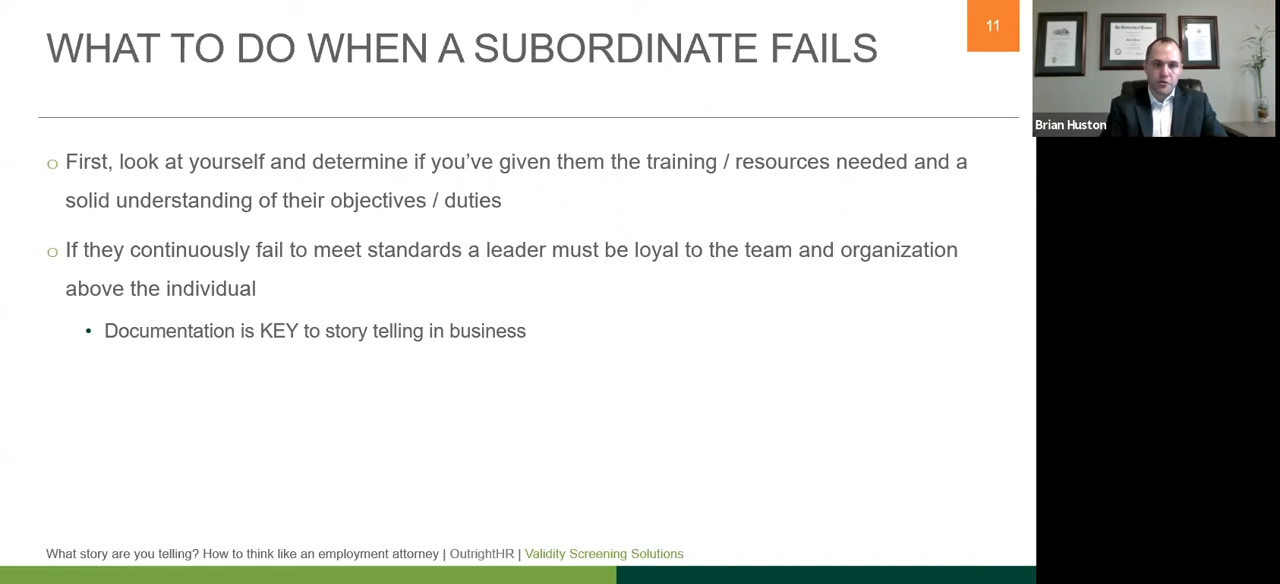 WHAT TO DO WHEN A SUBORDINATE FAILS
11
o First, look at yourself and determine if you’ve given them the training / resources needed and a
solid understanding of their objectives / duties
o If they continuously fail to meet standards a leader must be loyal to the team and organization
above the individual
• Documentation is KEY to story telling in business
What story are you telling? How to think like an employment attorney | OutrightHR | Validity Screening Solutions
Brian Huston